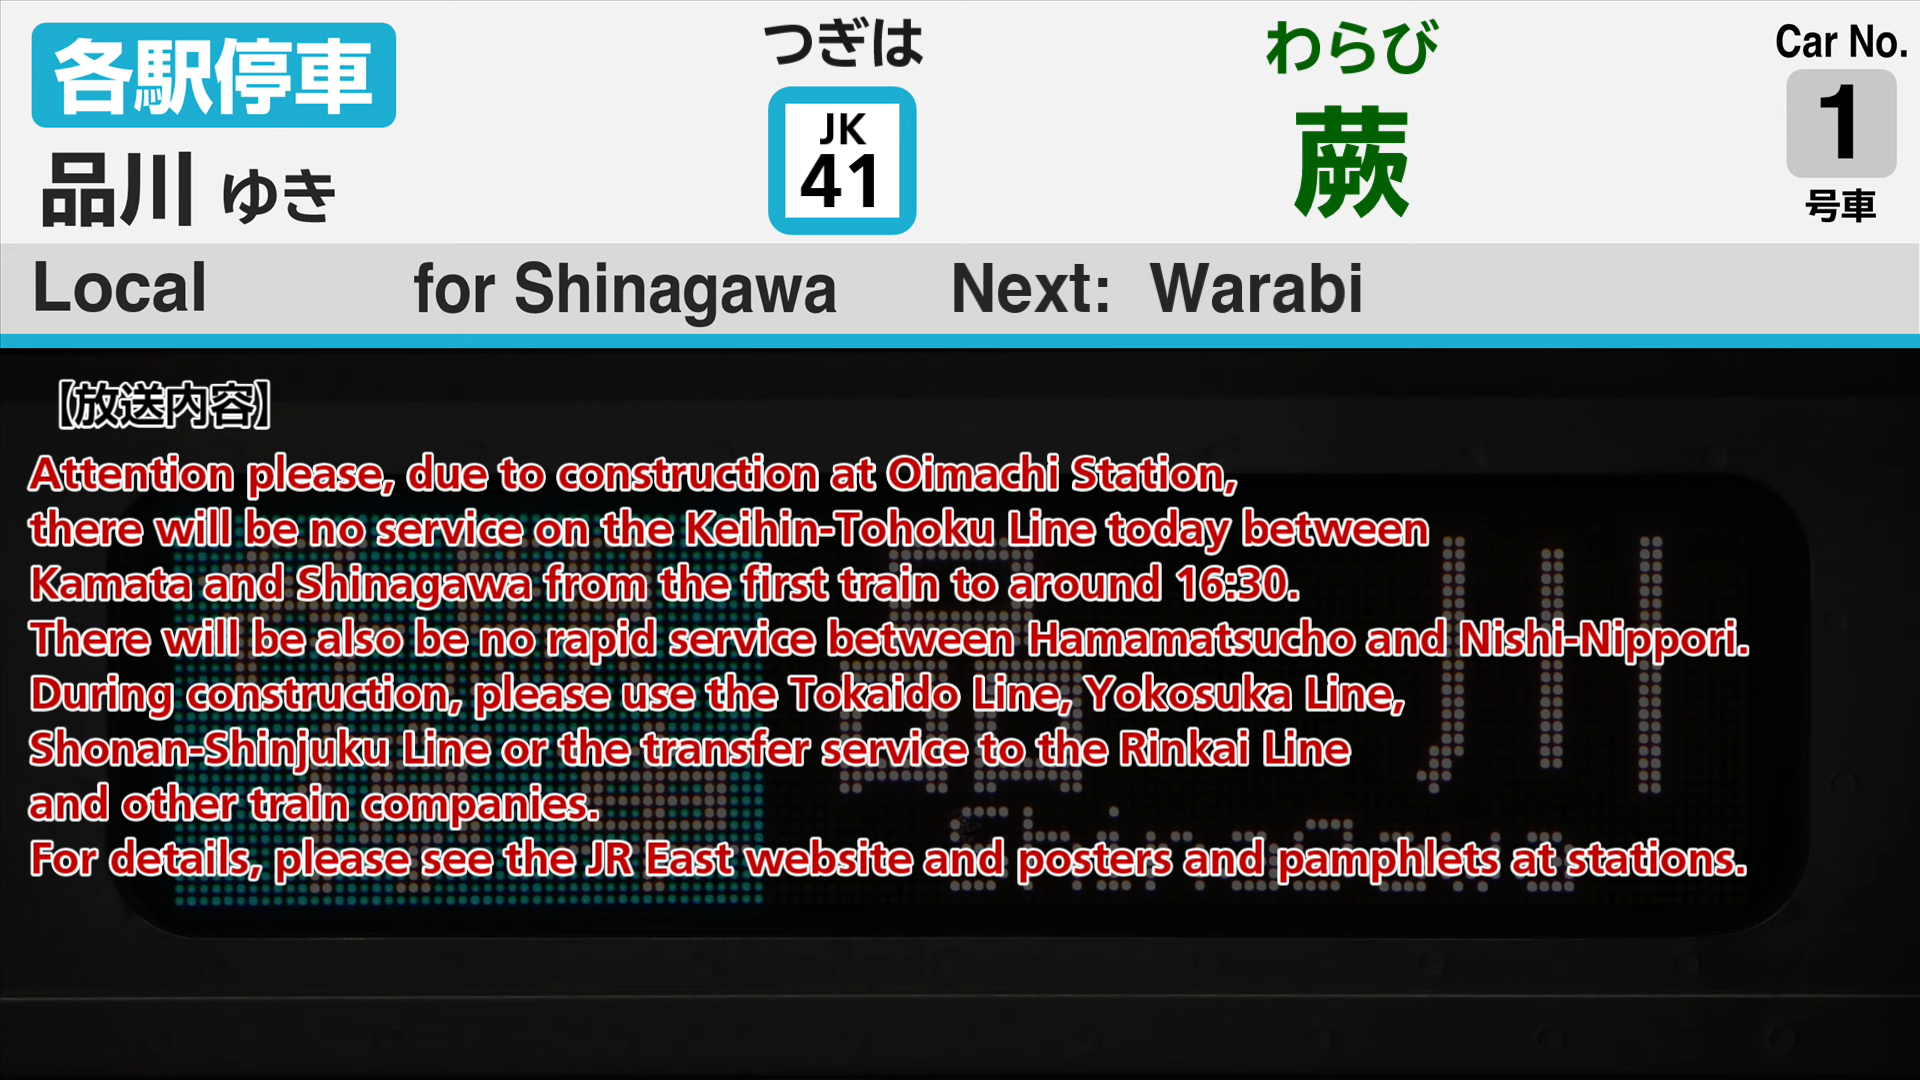 各駅停車
品川 ゆき
つぎは
JK
41
わらび
蕨
Car No.
1
号車
Local for Shinagawa Next: Warabi
【放送内容】
Attention please, due to construction at Oimachi Station,
there will be no service on the Keihin-Tohoku Line today between
Kamata and Shinagawa from the first train to around 16:30.
There will be also be no rapid service between Hamamatsucho and Nishi-Nippori.
During construction, please use the Tokaido Line, Yokosuka Line,
Shonan-Shinjuku Line or the transfer service to the Rinkai Line
and other train companies.
For details, please see the JR East website and posters and pamphlets at stations.
品川
Shinagawa